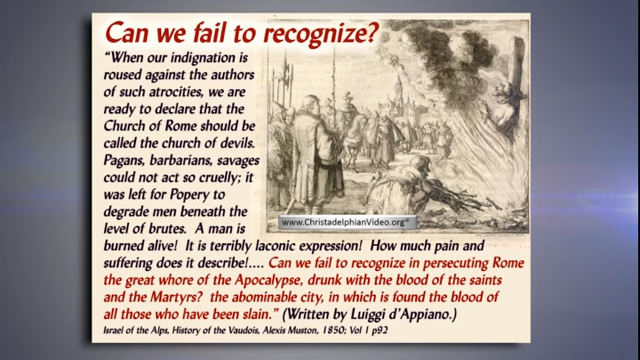 Can we fail to recognize?
“When our indignation is
roused against the authors
of such atrocities, we are
ready to declare that the
Church of Rome should be
called the church of devils.
Pagans, barbarians, savages
could not act so cruelly; it
was left for Popery to
degrade men beneath the
level of brutes. A man is
burned alive! It is terribly laconic expression! How much pain and
suffering does it describe!.... Can we fail to recognize in persecuting Rome
the great whore of the Apocalypse, drunk with the blood of the saints
and the Martyrs? the abominable city, in which is found the blood of
all those who have been slain.” (Written by Luiggi d’Appiano.)
Israel of the Alps, History of the Vaudois, Alexis Muston, 1850; Vol 1 p92
www.ChristadelphianVideo.org®